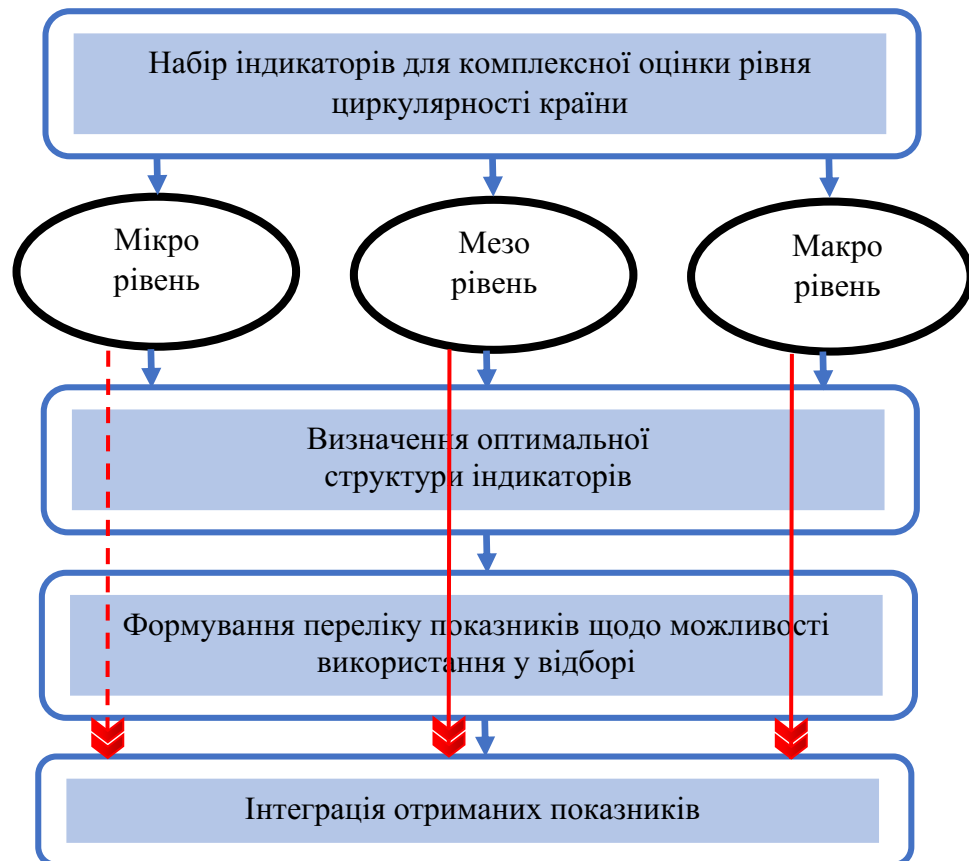 Набір індикаторів для комплексної оцінки рівня
циркулярності країни
Мікро
рівень
Мезо
рівень
Макро
рівень
Визначення оптимальної
структури індикаторів
Формування переліку показників щодо можливості
використання у відборі
Інтеграція отриманих показників